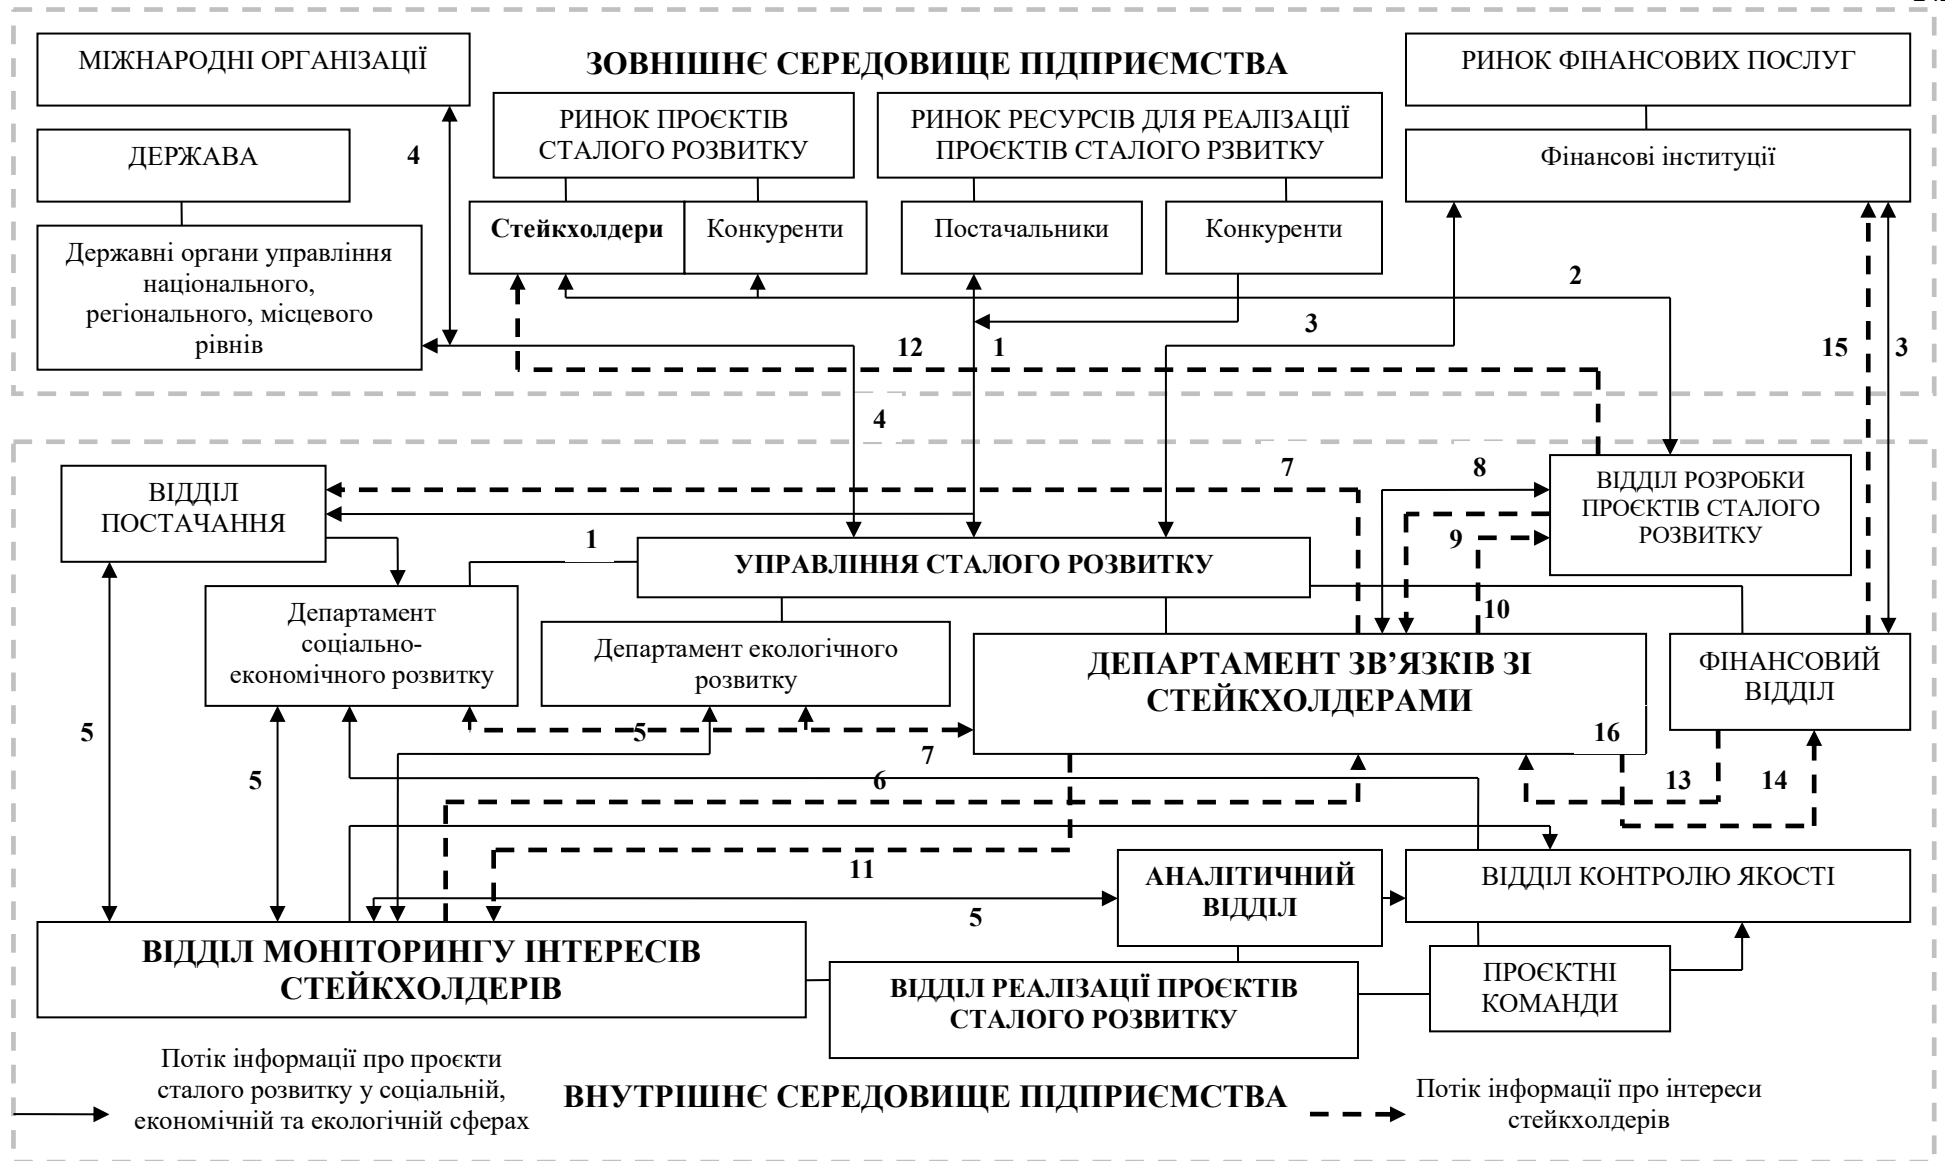 МІЖНАРОДНІ ОРГАНІЗАЦІЇ
ЗОВНІШНЄ СЕРЕДОВИЩЕ ПІДПРИЄМСТВА
РИНОК ФІНАНСОВИХ ПОСЛУГ
ДЕРЖАВА
4
РИНОК ПРОЄКТІВ
СТАЛОГО РОЗВИТКУ
РИНОК РЕСУРСІВ ДЛЯ РЕАЛІЗАЦІЇ
ПРОЄКТІВ СТАЛОГО РЗВИТКУ
Фінансові інституції
Державні органи управління
національного,
регіонального, місцевого
рівнів
Стейкхолдери
Конкуренти
Постачальники
Конкуренти
2
3
12
1
15
3
4
ВІДДІЛ
ПОСТАЧАННЯ
7
8
ВІДДІЛ РОЗРОБКИ
ПРОЄКТІВ СТАЛОГО
РОЗВИТКУ
9
1
УПРАВЛІННЯ СТАЛОГО РОЗВИТКУ
10
Департамент
соціально-
економічного розвитку
Департамент екологічного
розвитку
ДЕПАРТАМЕНТ ЗВ’ЯЗКІВ ЗІ
СТЕЙКХОЛДЕРАМИ
16
ФІНАНСОВИЙ
ВІДДІЛ
5
5
7
5
6
13
14
11
5
АНАЛІТИЧНИЙ
ВІДДІЛ
ВІДДІЛ КОНТРОЛЮ ЯКОСТІ
ВІДДІЛ МОНІТОРИНГУ ІНТЕРЕСІВ
СТЕЙКХОЛДЕРІВ
ВІДДІЛ РЕАЛІЗАЦІЇ ПРОЄКТІВ
СТАЛОГО РОЗВИТКУ
ПРОЄКТНІ
КОМАНДИ
Потік інформації про проєкти
сталого розвитку у соціальній,
економічній та екологічній сферах
ВНУТРІШНЄ СЕРЕДОВИЩЕ ПІДПРИЄМСТВА
Потік інформації про інтереси
стейкхолдерів